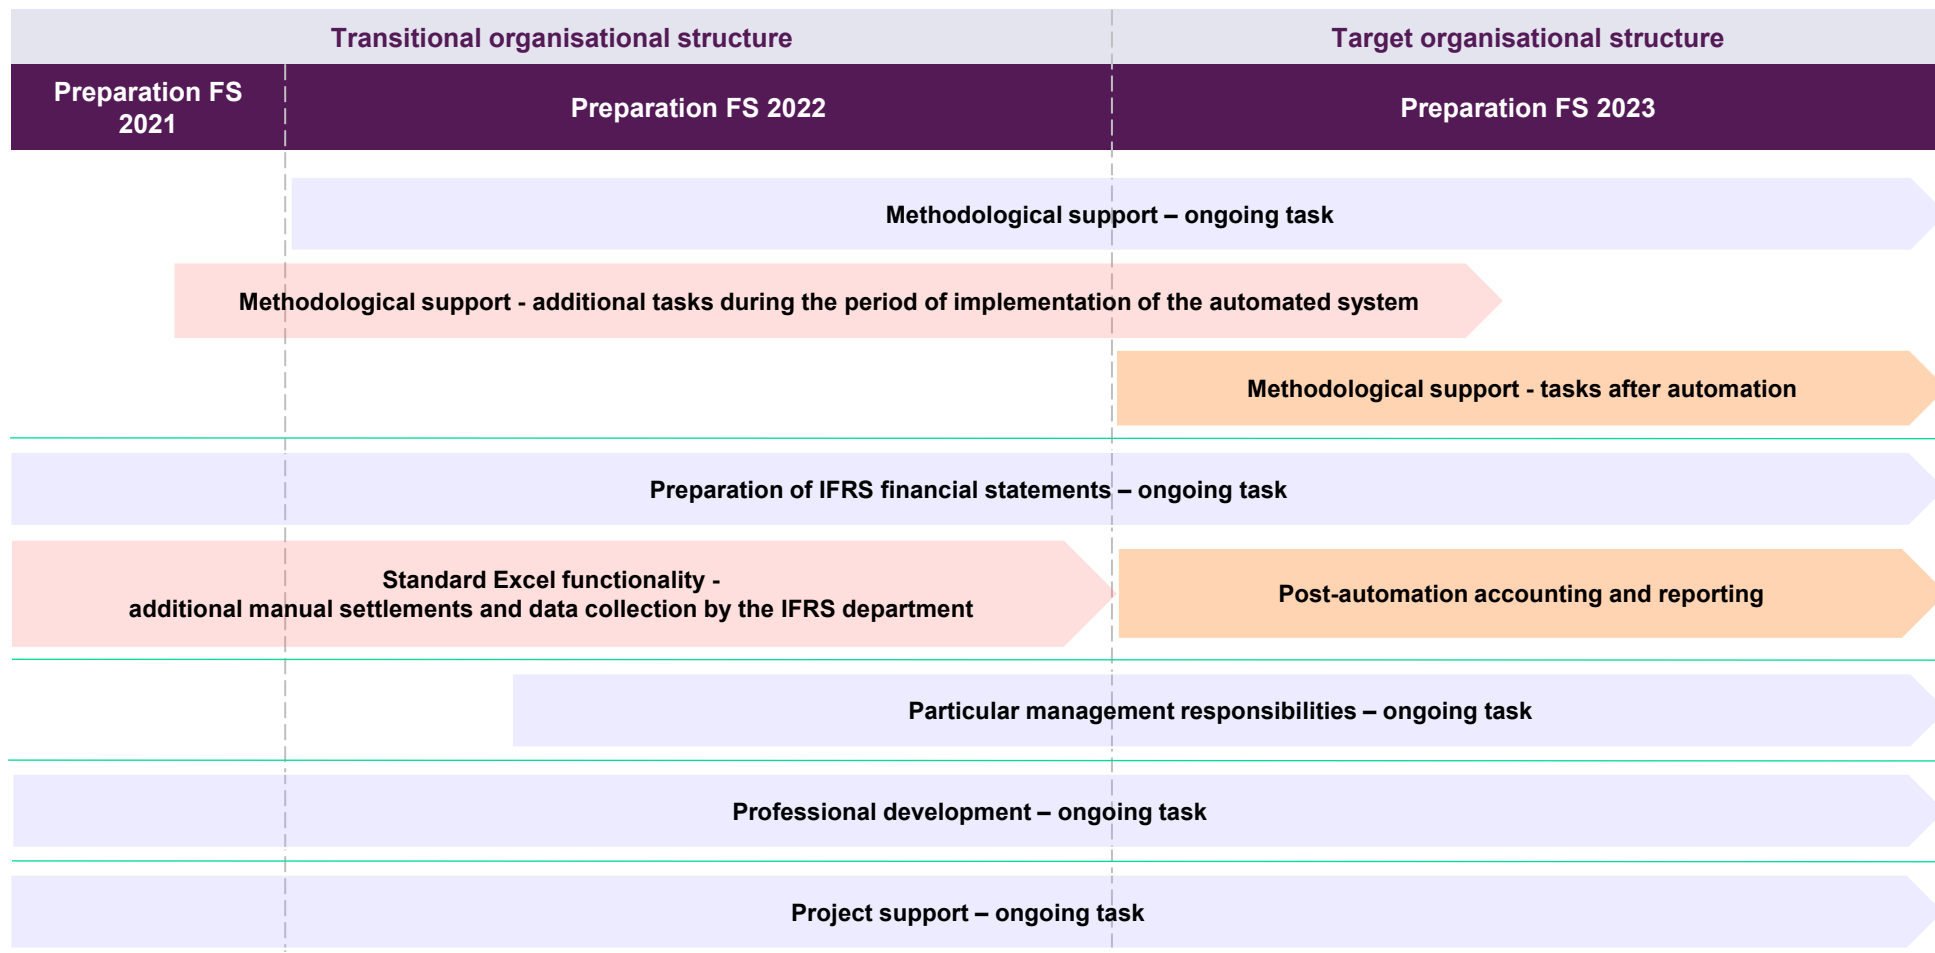 Transitional organisational structure
Target organisational structure
Preparation FS
2021
Preparation FS 2022
Preparation FS 2023
Methodological support – ongoing task
Methodological support - additional tasks during the period of implementation of the automated system
Methodological support - tasks after automation
Preparation of IFRS financial statements – ongoing task
Standard Excel functionality -
additional manual settlements and data collection by the IFRS department
Post-automation accounting and reporting
Particular management responsibilities – ongoing task
Professional development – ongoing task
Project support – ongoing task